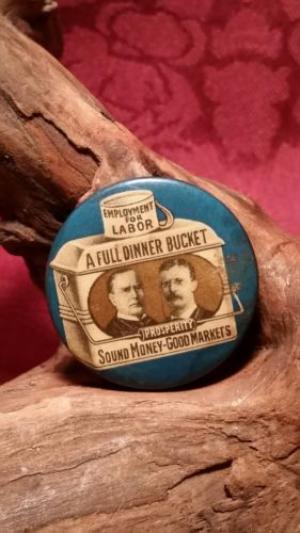 EMPLOYMENT
FOR
LABOR
A FULL DINNER BUCKET
PROSPERITY
SOUND MONEY-GOOD MARKETS